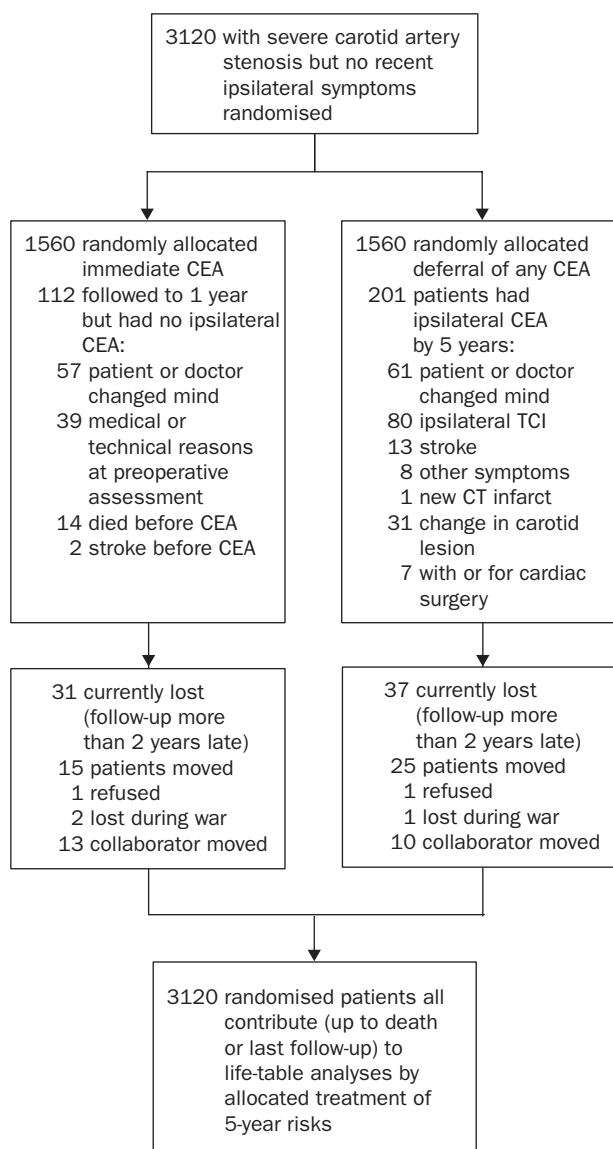 3120 with severe carotid artery
stenosis but no recent
ipsilateral symptoms
randomised
1560 randomly allocated
immediate CEA
112 followed to 1 year
but had no ipsilateral
CEA:
57 patient or doctor
changed mind
39 medical or
technical reasons
at preoperative
assessment
14 died before CEA
2 stroke before CEA
1560 randomly allocated
deferral of any CEA
201 patients had
ipsilateral CEA
by 5 years:
61 patient or doctor
changed mind
80 ipsilateral TCI
13 stroke
8 other symptoms
1 new CT infarct
31 change in carotid
lesion
7 with or for cardiac
surgery
31 currently lost
(follow-up more
than 2 years late)
15 patients moved
1 refused
2 lost during war
13 collaborator moved
37 currently lost
(follow-up more
than 2 years late)
25 patients moved
1 refused
1 lost during war
10 collaborator moved
3120 randomised patients all
contribute (up to death
or last follow-up) to
life-table analyses by
allocated treatment of
5-year risks